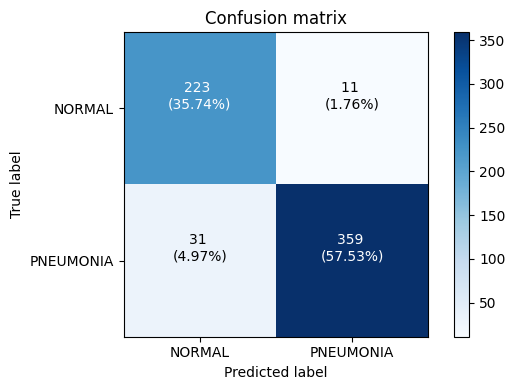 Confusion matrix
True label
NORMAL
PNEUMONIA
223
(35.74%)
11
(1.76%)
31
(4.97%)
359
(57.53%)
NORMAL
PNEUMONIA
Predicted label
350
300
250
200
150
100
50